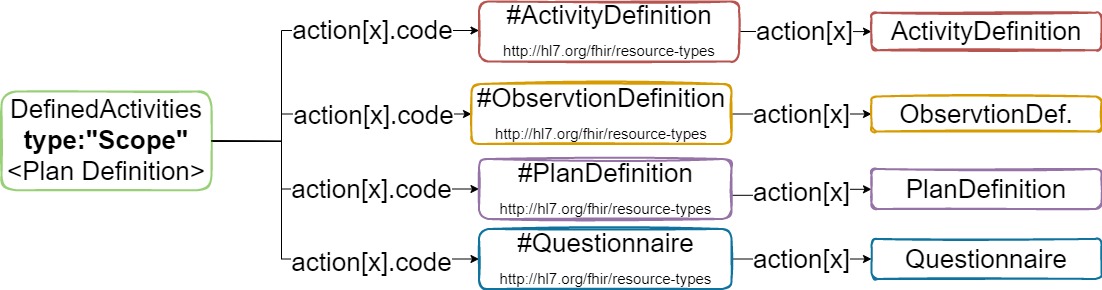 DefinedActivities
type:"Scope"
<Plan Definition>
action[x].code
#ActivityDefinition
http://hl7.org/fhir/resource-types
action[x]
ActivityDefinition
action[x].code
#ObservtionDefinition
http://hl7.org/fhir/resource-types
action[x]
ObservtionDef.
action[x].code
#PlanDefinition
http://hl7.org/fhir/resource-types
action[x]
PlanDefinition
action[x].code
#Questionnaire
http://hl7.org/fhir/resource-types
action[x]
Questionnaire